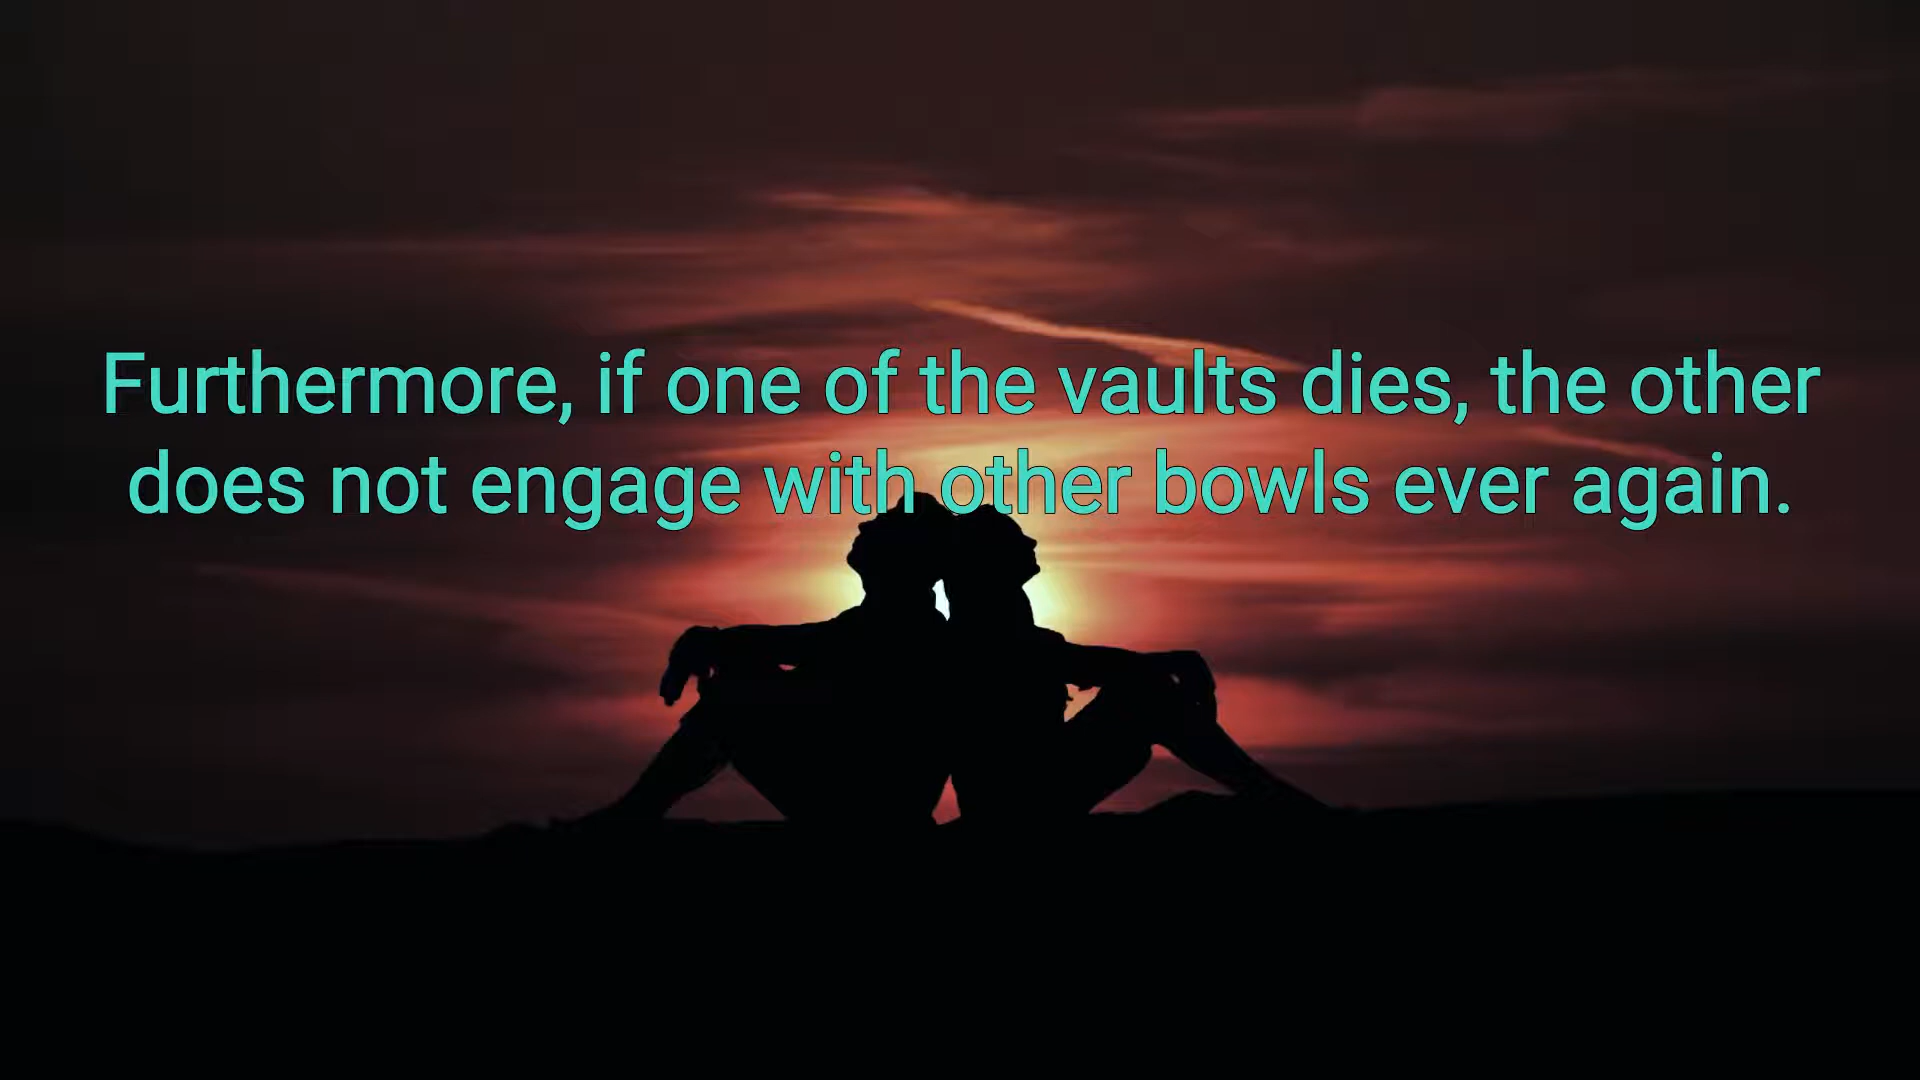 Furthermore, if one of the vaults dies, the other
does not engage with other bowls ever again.